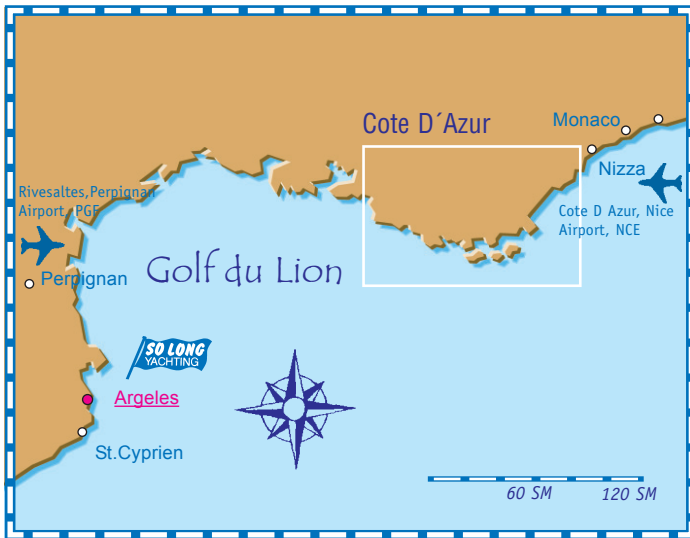 Cote D´Azur
Monaco
Nizza
Rivesaltes,Perpignan
Airport, PGF
Cote D Azur, Nice
Airport, NCE
Golf du Lion
Perpignan
SO LONG
YACHTING
Argeles
St.Cyprien
60 SM
120 SM